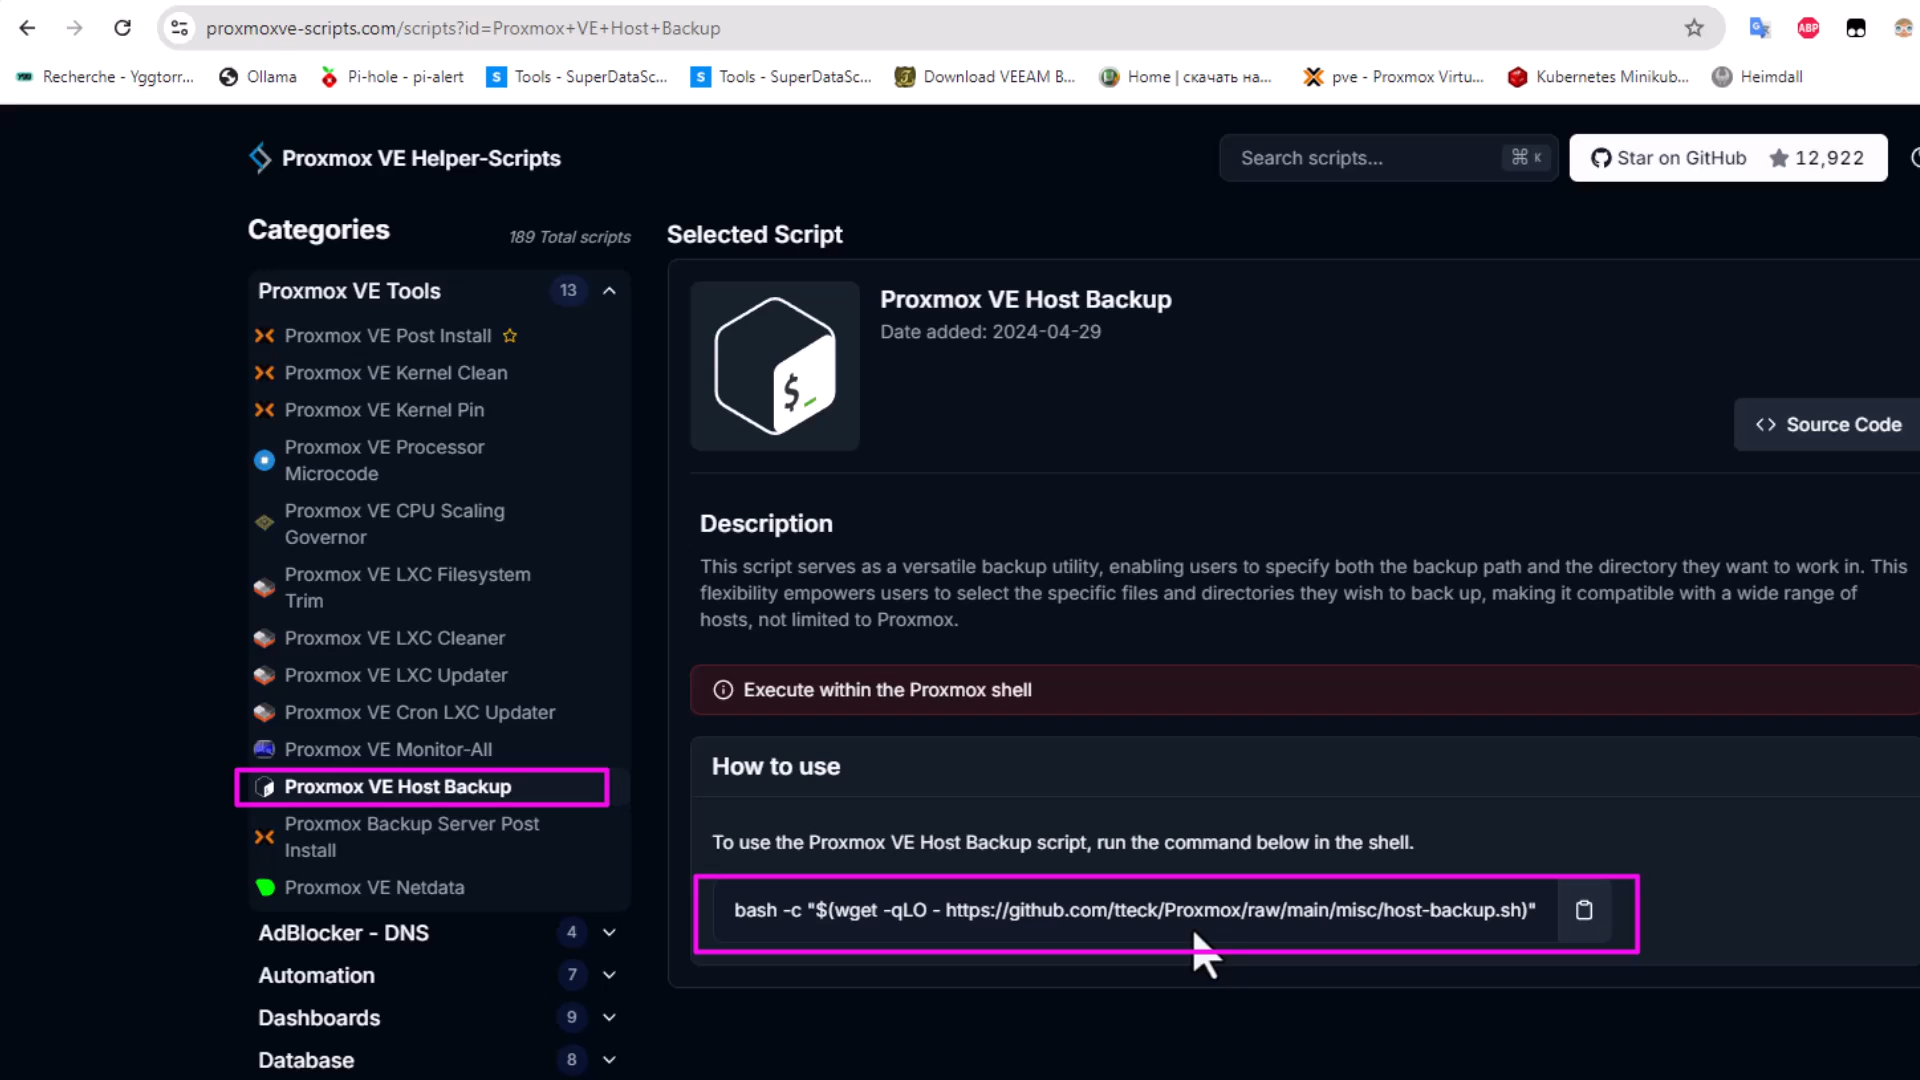 proxmoxve-scripts.com/scripts?id=Proxmox+VE+Host+Backup
ABP
Recherche - Yggtorr...
Ollama
Pi-hole - pi-alert
S Tools - SuperDataSc...
S Tools - SuperDataSc...
Download VEEAM B...
Home | скачать на...
pve - Proxmox Virtu...
Kubernetes Minikub...
Heimdall
Proxmox VE Helper-Scripts
Search scripts... ⌘ K
Star on GitHub ★ 12,922
Categories
189 Total scripts
Proxmox VE Tools 13
Proxmox VE Post Install
Proxmox VE Kernel Clean
Proxmox VE Kernel Pin
Proxmox VE Processor
Microcode
Proxmox VE CPU Scaling
Governor
Proxmox VE LXC Filesystem
Trim
Proxmox VE LXC Cleaner
Proxmox VE LXC Updater
Proxmox VE Cron LXC Updater
Proxmox VE Monitor-All
Proxmox VE Host Backup
Proxmox Backup Server Post
Install
Proxmox VE Netdata
AdBlocker - DNS 4
Automation 7
Dashboards 9
Database 8
Selected Script
$_
Proxmox VE Host Backup
Date added: 2024-04-29
<> Source Code
Description
This script serves as a versatile backup utility, enabling users to specify both the backup path and the directory they want to work in. This
flexibility empowers users to select the specific files and directories they wish to back up, making it compatible with a wide range of
hosts, not limited to Proxmox.
Execute within the Proxmox shell
How to use
To use the Proxmox VE Host Backup script, run the command below in the shell.
bash -c "$(wget -qLO - https://github.com/tteck/Proxmox/raw/main/misc/host-backup.sh)"